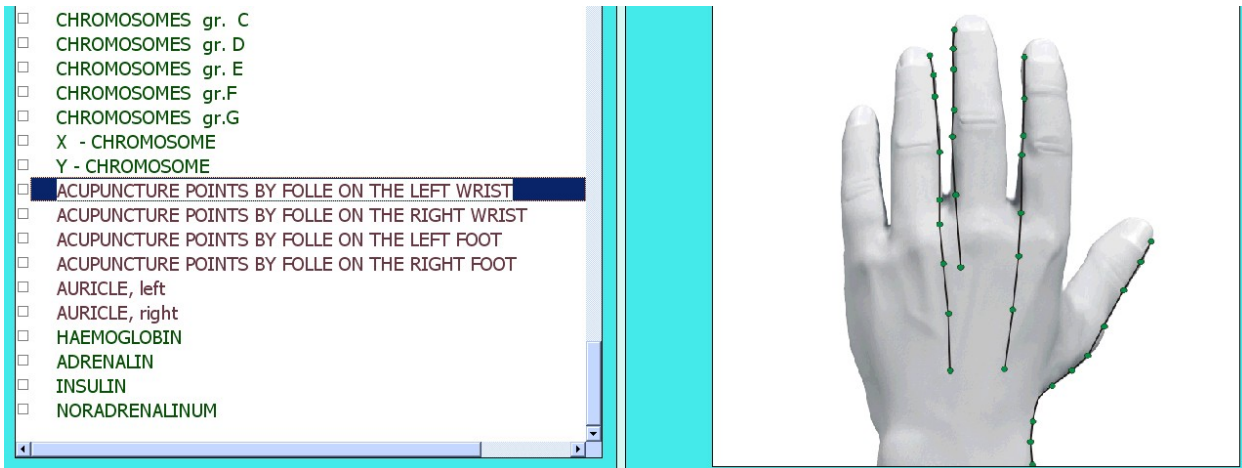 CHROMOSOMES gr. C
CHROMOSOMES gr. D
CHROMOSOMES gr. E
CHROMOSOMES gr.F
CHROMOSOMES gr.G
X - CHROMOSOME
Y - CHROMOSOME
ACUPUNCTURE POINTS BY FOLLE ON THE LEFT WRIST
ACUPUNCTURE POINTS BY FOLLE ON THE RIGHT WRIST
ACUPUNCTURE POINTS BY FOLLE ON THE LEFT FOOT
ACUPUNCTURE POINTS BY FOLLE ON THE RIGHT FOOT
AURICLE, left
AURICLE, right
HAEMOGLOBIN
ADRENALIN
INSULIN
NORADRENALINUM